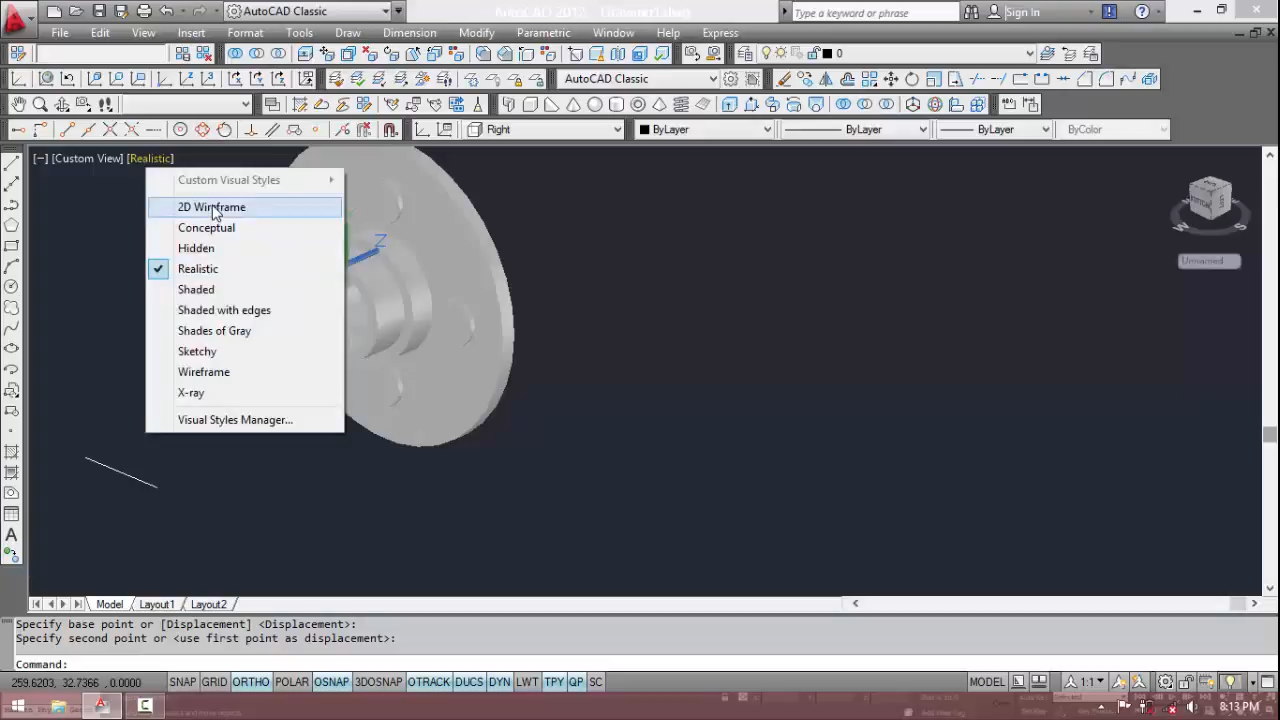 AutoCAD Classic
AutoCAD 2012
Type a keyword or phrase
Sign In
File Edit View Insert Format Tools Draw Dimension Modify Parametric Window Help Express
0
AutoCAD Classic
Right
ByLayer
ByLayer
ByLayer
ByColor
[−] [Custom View] [Realistic]
Custom Visual Styles
2D Wireframe
Conceptual
Hidden
Realistic
Shaded
Shaded with edges
Shades of Gray
Sketchy
Wireframe
X-ray
Visual Styles Manager...
Z
Unnamed
Model Layout1 Layout2
Specify base point or [Displacement] <Displacement>:
Specify second point or <use first point as displacement>:
Command:
259.6203, 32.7366 , 0.0000
SNAP GRID ORTHO POLAR OSNAP 3DOSNAP OTRACK DUCS DYN LWT TPY QP SC
MODEL
1:1
8:13 PM